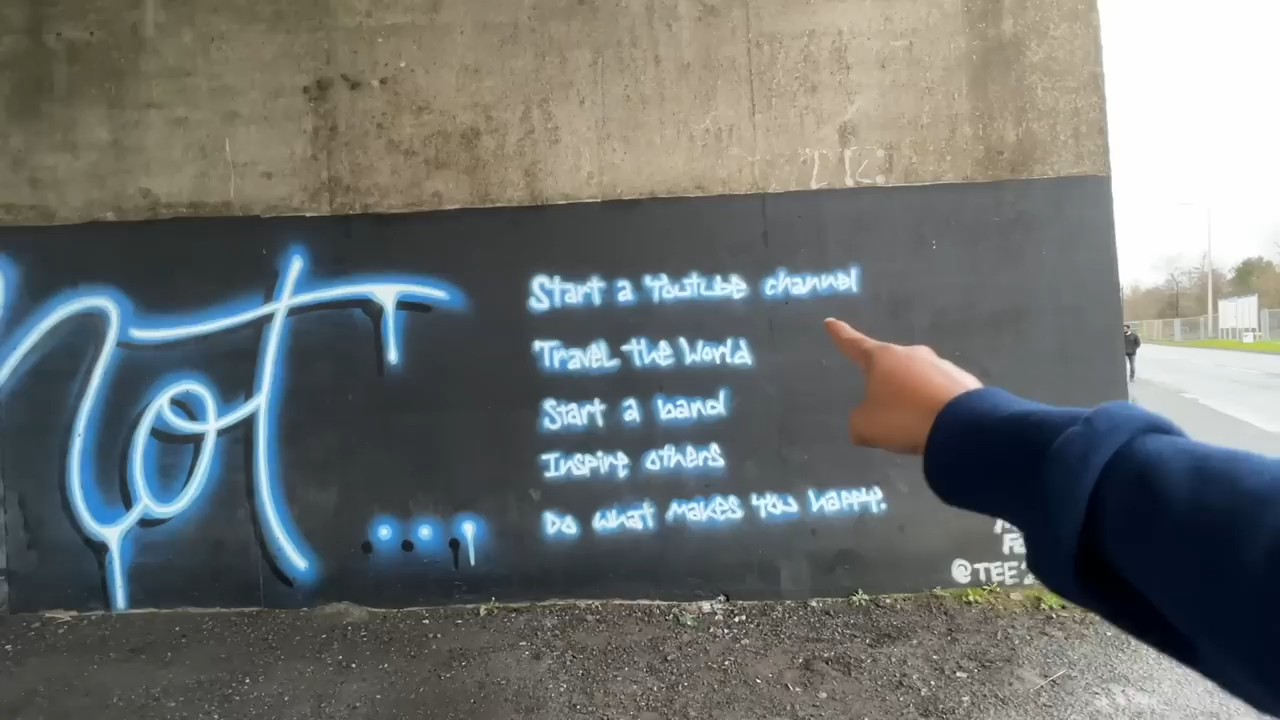 not
...
Start a Youtube channel
Travel the World
Start a band
Inspire others
Do what makes you happy!
@TEE